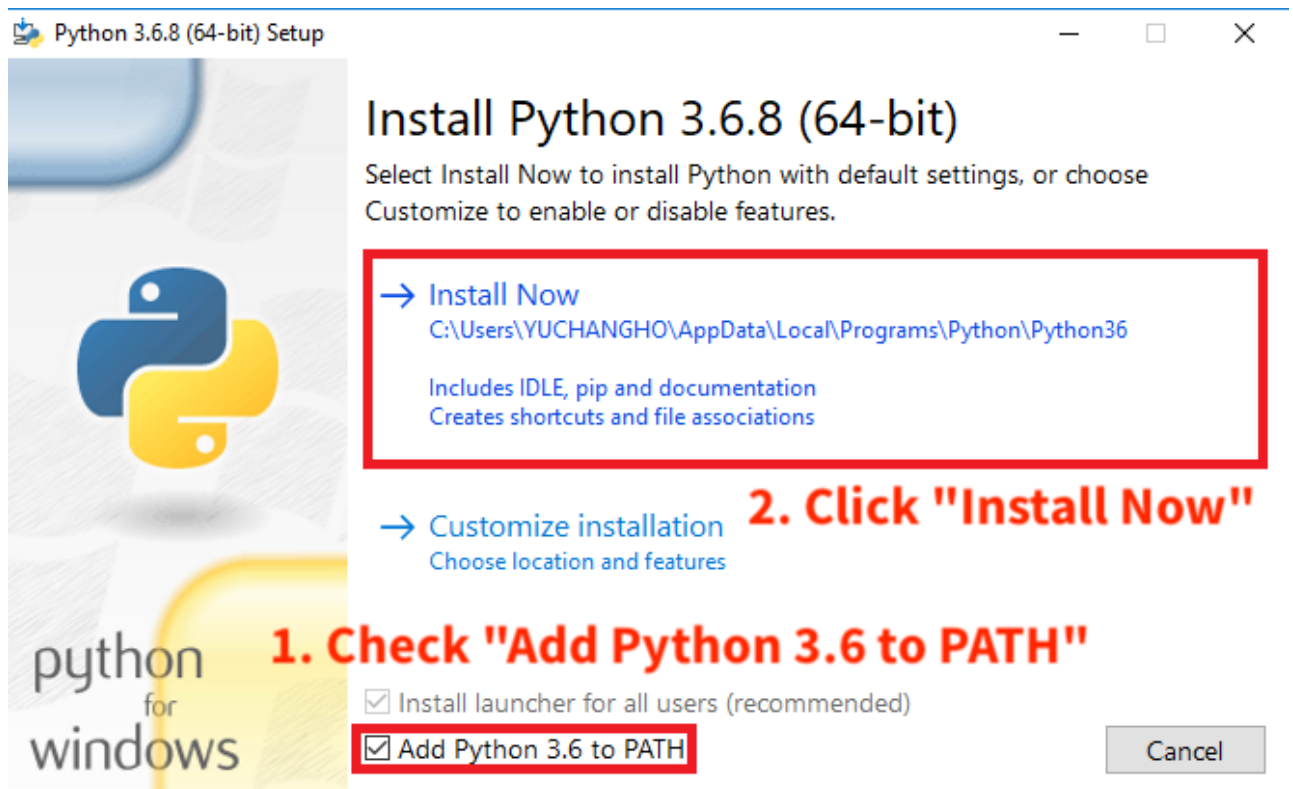 Python 3.6.8 (64-bit) Setup
Install Python 3.6.8 (64-bit)
Select Install Now to install Python with default settings, or choose
Customize to enable or disable features.
Install Now
C:\Users\YUCHANGHO\AppData\Local\Programs\Python\Python36
Includes IDLE, pip and documentation
Creates shortcuts and file associations
2. Click "Install Now"
Customize installation
Choose location and features
1. Check "Add Python 3.6 to PATH"
Install launcher for all users (recommended)
Add Python 3.6 to PATH
Cancel
python
for
windows